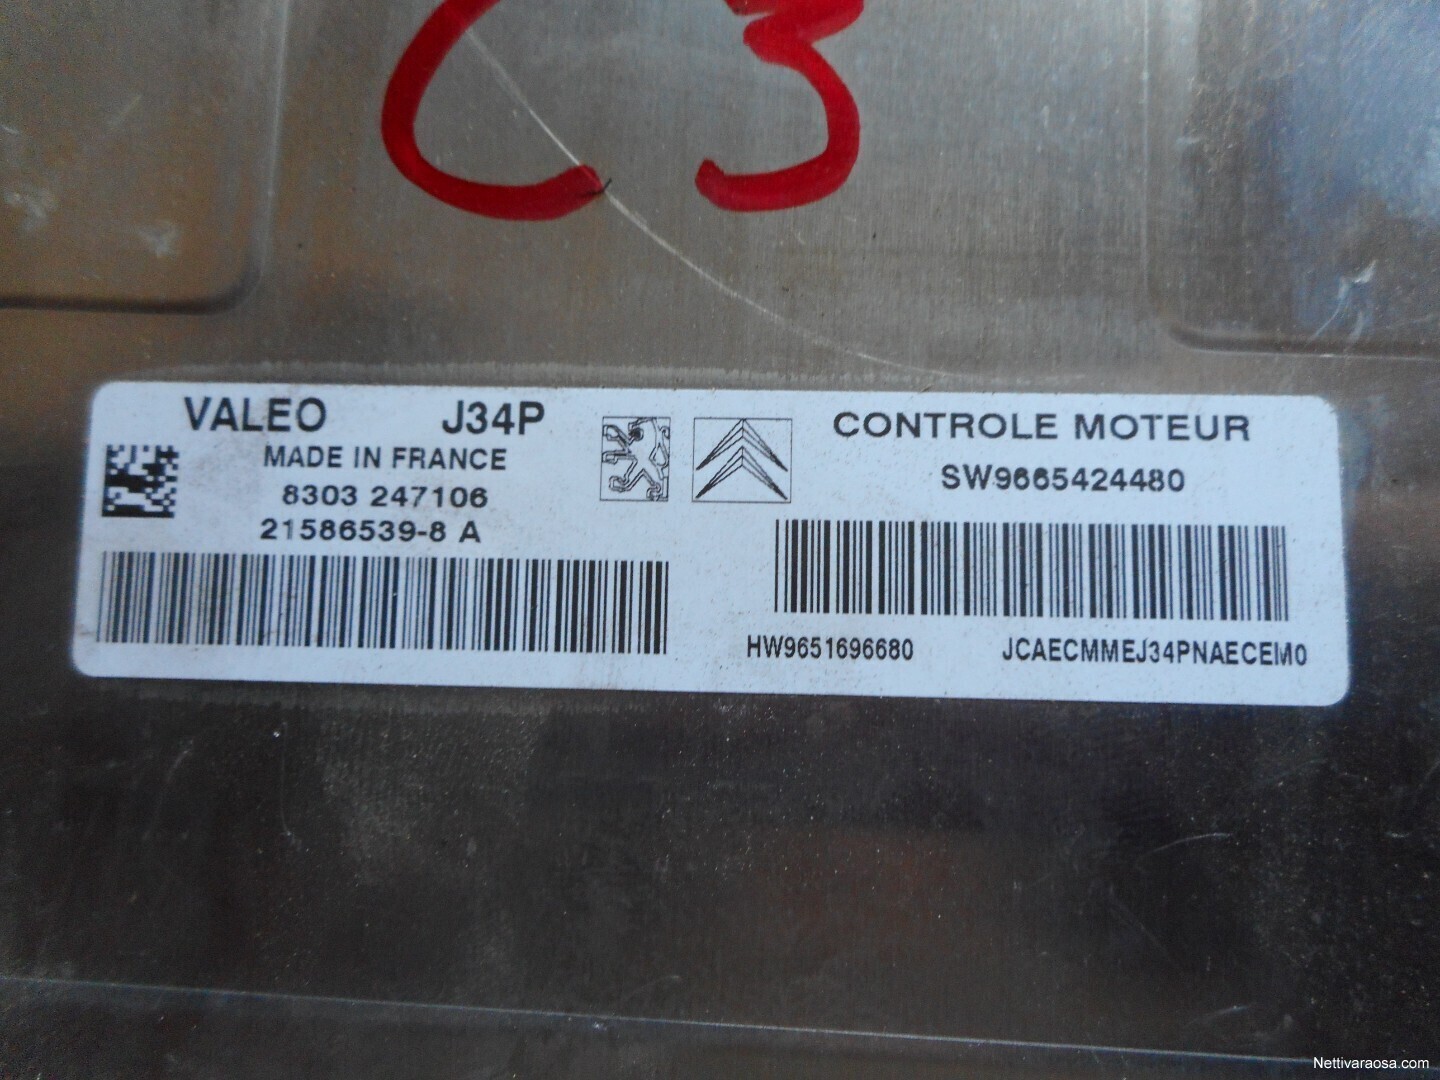 C3
VALEO J34P
MADE IN FRANCE
8303 247106
21586539-8 A
CONTROLE MOTEUR
SW9665424480
HW9651696680 JCAECMMEJ34PNAECEM0
Nettivaraosa.com